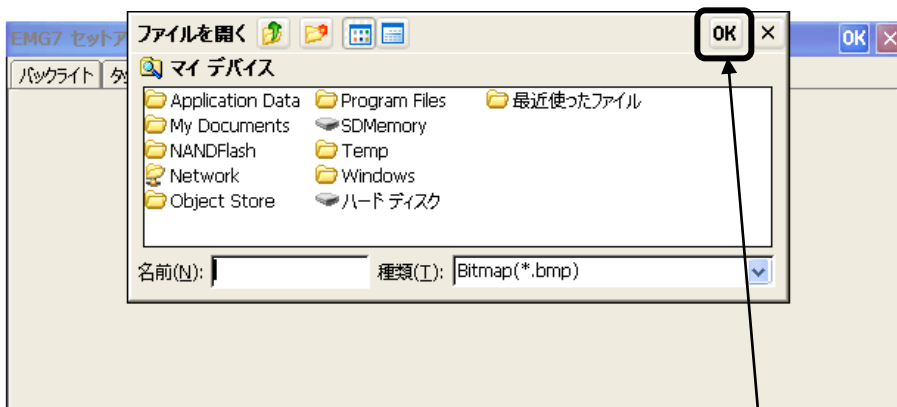 EMG7 セットア
OK
バックライト
タッ
ファイルを開く
OK
マイ デバイス
Application Data
Program Files
最近使ったファイル
My Documents
SDMemory
NANDFlash
Temp
Network
Windows
Object Store
ハード ディスク
名前(N):
種類(T): Bitmap(*.bmp)